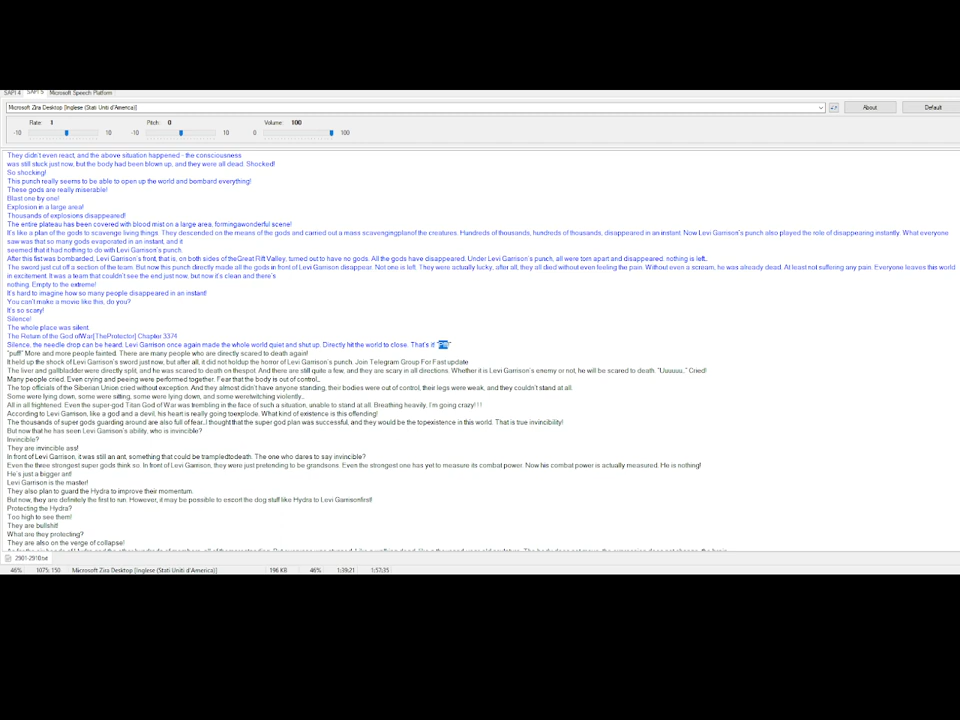 SAPI 4 SAPI 5 Microsoft Speech Platform
Microsoft Zira Desktop [Inglese (Stati Uniti d'America)]
About
Default
Rate: 1
Pitch: 0
Volume: 100
-10 10 -10 10 0 100
They didn't even react, and the above situation happened - the consciousness
was still stuck just now, but the body had been blown up, and they were all dead. Shocked!
So shocking!
This punch really seems to be able to open up the world and bombard everything!
These gods are really miserable!
Blast one by one!
Explosion in a large area!
Thousands of explosions disappeared!
The entire plateau has been covered with blood mist on a large area, formingawonderful scene!
It's like a plan of the gods to scavenge living things. They descended on the means of the gods and carried out a mass scavengingplanof the creatures. Hundreds of thousands, hundreds of thousands, disappeared in an instant. Now Levi Garrison's punch also played the role of disappearing instantly. What everyone
saw was that so many gods evaporated in an instant, and it
seemed that it had nothing to do with Levi Garrison's punch.
After this fist was bombarded, Levi Garrison's front, that is, on both sides of theGreat Rift Valley, turned out to have no gods. All the gods have disappeared. Under Levi Garrison's punch, all were torn apart and disappeared, nothing is left..
The sword just cut off a section of the team. But now this punch directly made all the gods in front of Levi Garrison disappear. Not one is left. They were actually lucky, after all, they all died without even feeling the pain. Without even a scream, he was already dead. At least not suffering any pain. Everyone leaves this world
in excitement. It was a team that couldn't see the end just now, but now it's clean and there's
nothing. Empty to the extreme!
It's hard to imagine how so many people disappeared in an instant!
You can't make a movie like this, do you?
It's so scary!
Silence!
The whole place was silent.
The Return of the God ofWar[TheProtector] Chapter 3374
Silence, the needle drop can be heard. Levi Garrison once again made the whole world quiet and shut up. Directly hit the world to close. That's it!
"puff" More and more people fainted. There are many people who are directly scared to death again!
It held up the shock of Levi Garrison's sword just now, but after all, it did not holdup the horror of Levi Garrison's punch. Join Telegram Group For Fast update
The liver and gallbladder were directly split, and he was scared to death on thespot. And there are still quite a few, and they are scary in all directions. Whether it is Levi Garrison's enemy or not, he will be scared to death. "Uuuuuu.." Cried!
Many people cried. Even crying and peeing were performed together. Fear that the body is out of control..
The top officials of the Siberian Union cried without exception. And they almost didn't have anyone standing, their bodies were out of control, their legs were weak, and they couldn't stand at all.
Some were lying down, some were sitting, some were lying down, and some weretwitching violently..
All in all frightened. Even the super-god Titan God of War was trembling in the face of such a situation, unable to stand at all. Breathing heavily, I'm going crazy!!!
According to Levi Garrison, like a god and a devil, his heart is really going toexplode. What kind of existence is this offending!
The thousands of super gods guarding around are also full of fear..I thought that the super god plan was successful, and they would be the topexistence in this world. That is true invincibility!
But now that he has seen Levi Garrison's ability, who is invincible?
Invincible?
They are invincible ass!
In front of Levi Garrison, it was still an ant, something that could be trampledtodeath. The one who dares to say invincible?
Even the three strongest super gods think so. In front of Levi Garrison, they were just pretending to be grandsons. Even the strongest one has yet to measure its combat power. Now his combat power is actually measured. He is nothing!
He's just a bigger ant!
Levi Garrison is the master!
They also plan to guard the Hydra to improve their momentum.
But now, they are definitely the first to run. However, it may be possible to escort the dog stuff like Hydra to Levi Garrisonfirst!
Protecting the Hydra?
Too high to see them!
They are bullshit!
What are they protecting?
They are also on the verge of collapse!
2901-2910.txt
46% 1075: 150 Microsoft Zira Desktop [Inglese (Stati Uniti d'America)] 196 KB 46% 1:39:21 1:57:35